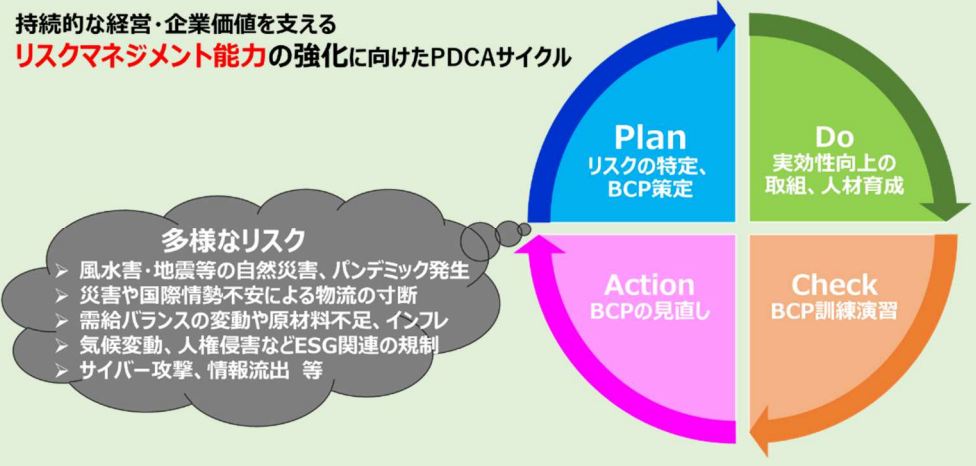 持続的な経営・企業価値を支える
リスクマネジメント能力の強化に向けたPDCAサイクル
Plan
リスクの特定、
BCP策定
Do
実効性向上の
取組、人材育成
多様なリスク
➢ 風水害・地震等の自然災害、パンデミック発生
➢ 災害や国際情勢不安による物流の寸断
➢ 需給バランスの変動や原材料不足、インフレ
➢ 気候変動、人権侵害などESG関連の規制
➢ サイバー攻撃、情報流出 等
Action
BCPの見直し
Check
BCP訓練演習